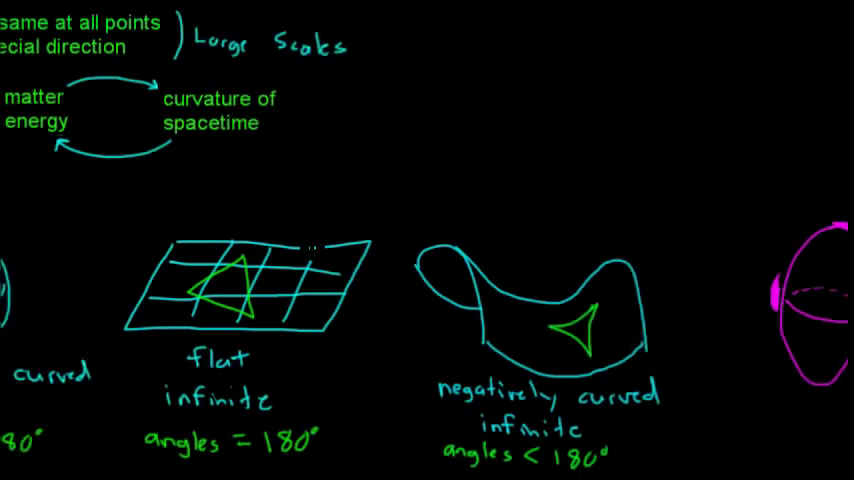 same at all points
ecial direction
Large Scales
matter
energy
curvature of
spacetime
curved
80°
flat
infinite
angles = 180°
negatively curved
infinite
angles < 180°